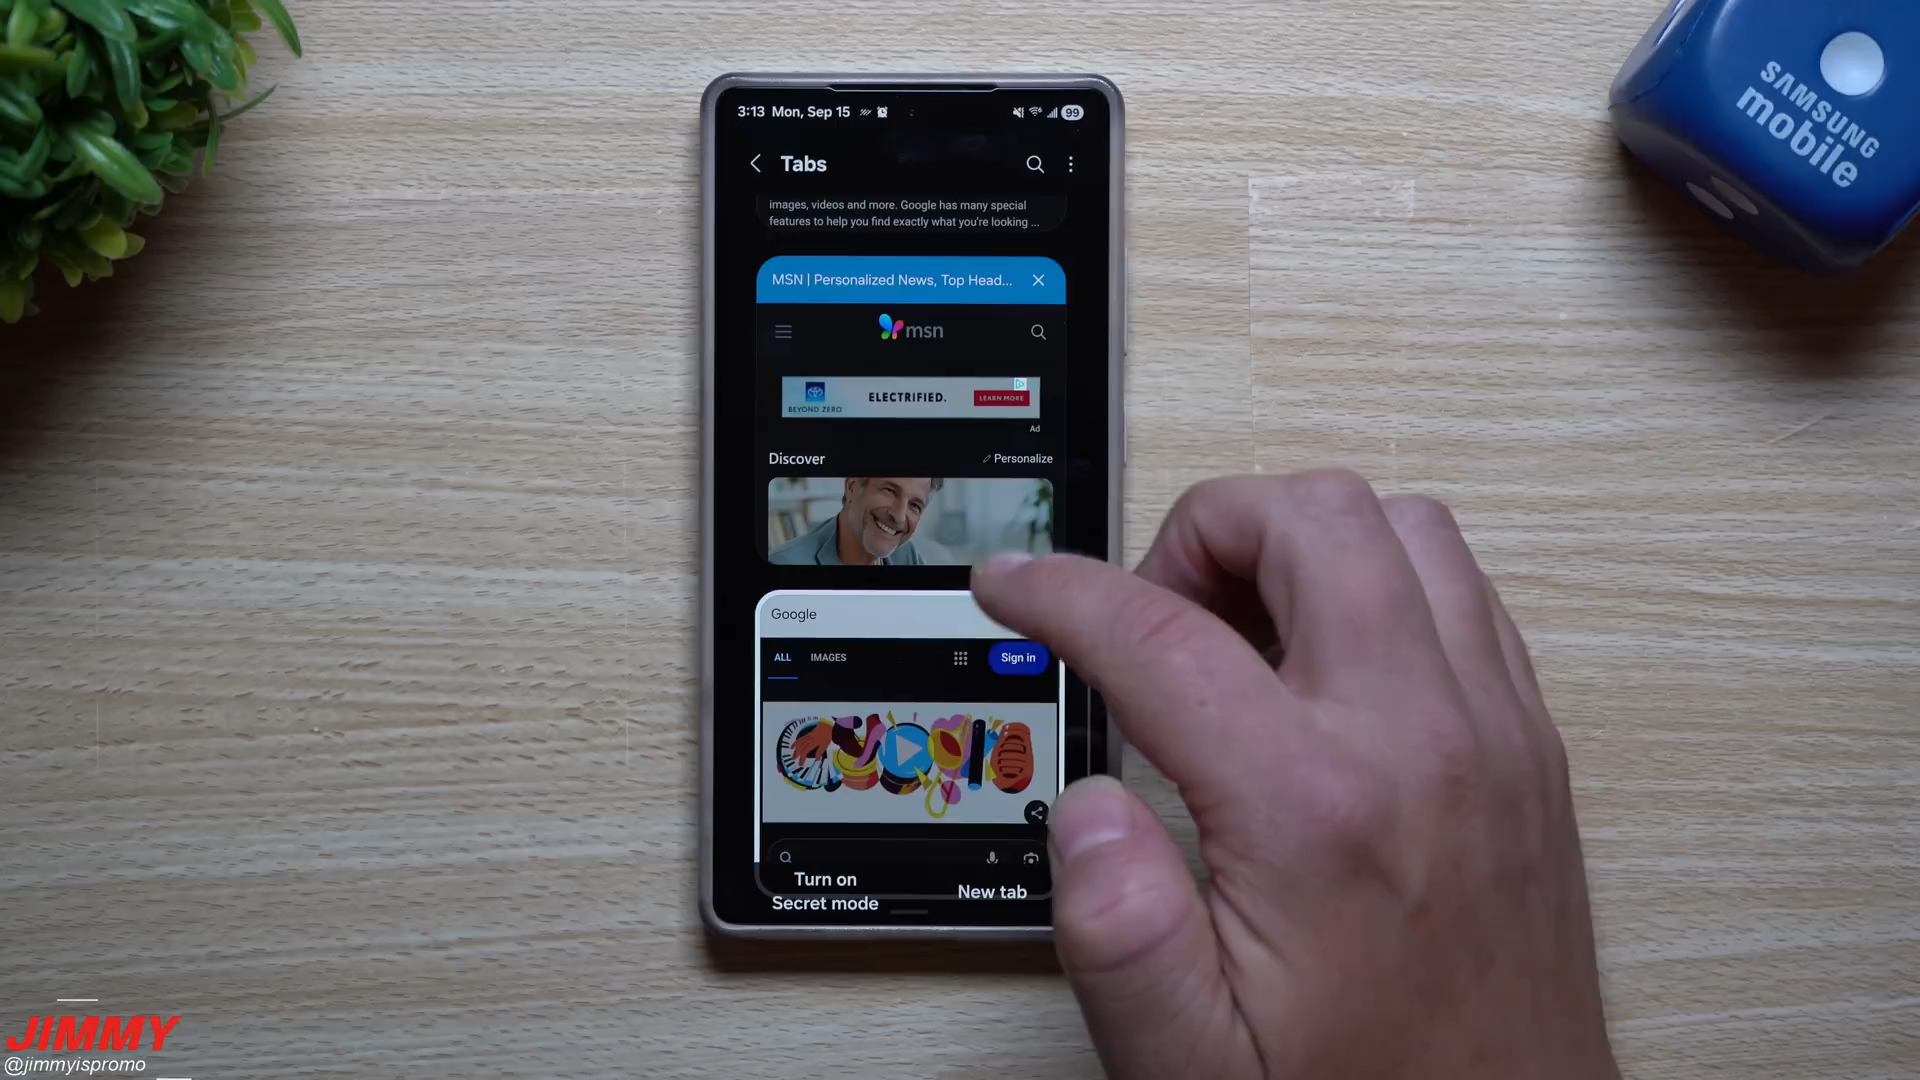 3:13 Mon, Sep 15
99
SAMSUNG
mobile
Tabs
images, videos and more. Google has many special
features to help you find exactly what you're looking ...
MSN | Personalized News, Top Head...
msn
BEYOND ZERO
ELECTRIFIED.
LEARN MORE
Ad
Discover
Personalize
Google
ALL
IMAGES
Sign in
Turn on
Secret mode
New tab
JIMMY
@jimmyispromo